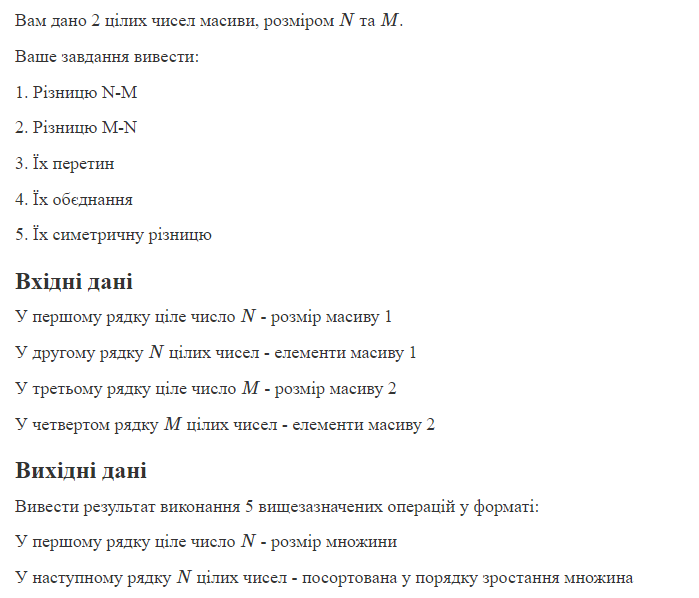 Вам дано 2 цілих чисел масиви, розміром N та M.
Ваше завдання вивести:
1. Різницю N-M
2. Різницю M-N
3. Їх перетин
4. Їх обєднання
5. Їх симетричну різницю
Вхідні дані
У першому рядку ціле число N - розмір масиву 1
У другому рядку N цілих чисел - елементи масиву 1
У третьому рядку ціле число M - розмір масиву 2
У четвертом рядку M цілих чисел - елементи масиву 2
Вихідні дані
Вивести результат виконання 5 вищезазначених операцій у форматі:
У першому рядку ціле число N - розмір множини
У наступному рядку N цілих чисел - посортована у порядку зростання множина